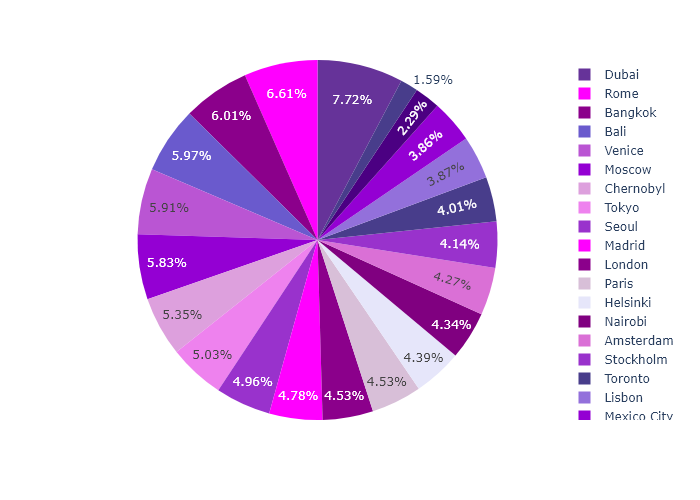 1.59%
6.61%
7.72%
2.29%
6.01%
3.86%
5.97%
3.87%
5.91%
4.01%
4.14%
5.83%
4.27%
5.35%
4.34%
5.03%
4.39%
4.96%
4.53%
4.78%
4.53%
Dubai
Rome
Bangkok
Bali
Venice
Moscow
Chernobyl
Tokyo
Seoul
Madrid
London
Paris
Helsinki
Nairobi
Amsterdam
Stockholm
Toronto
Lisbon
Mexico City